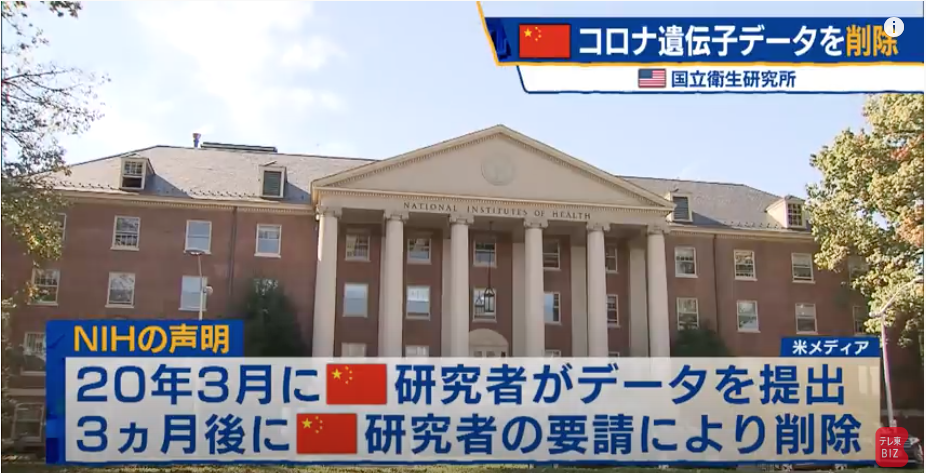 コロナ遺伝子データを削除
国立衛生研究所
NATIONAL INSTITUTES OF HEALTH
NIHの声明
米メディア
20年3月に 研究者がデータを提出
3ヵ月後に 研究者の要請により削除
テレ東
BIZ